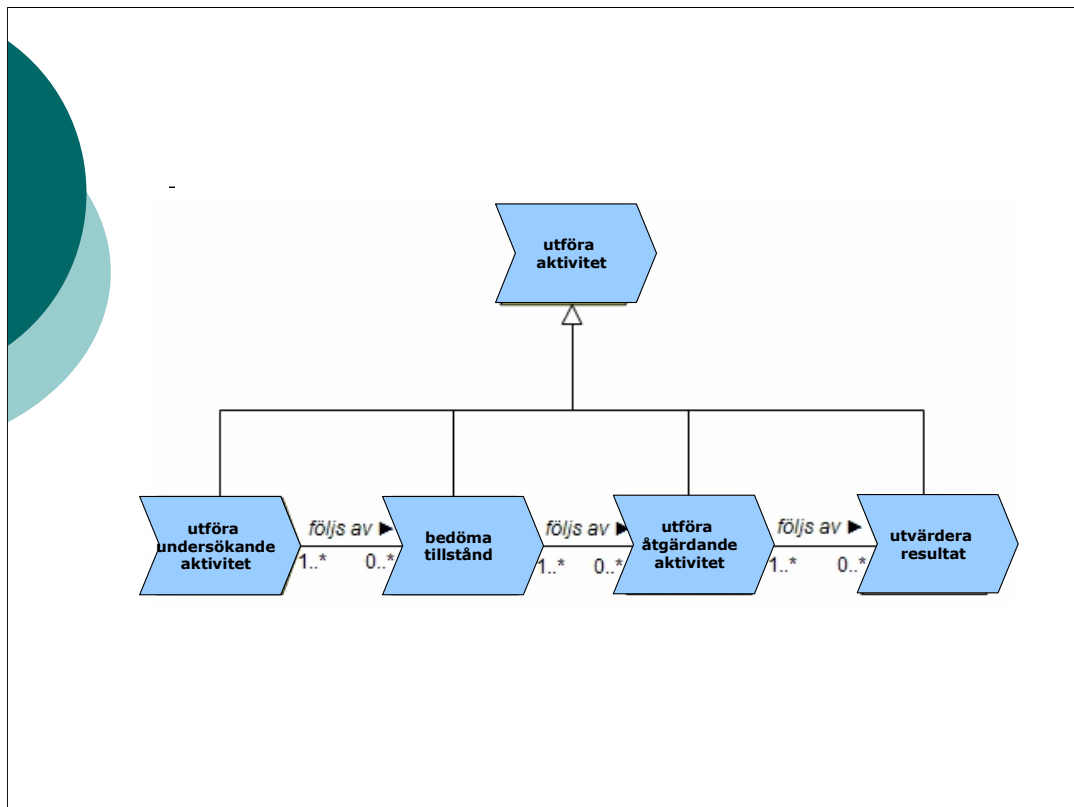 -
utföra
aktivitet
utföra
undersökande
aktivitet
följs av ►
1..* 0..*
bedöma
tillstånd
följs av ►
1..* 0..*
utföra
åtgärdande
aktivitet
följs av ►
1..* 0..*
utvärdera
resultat